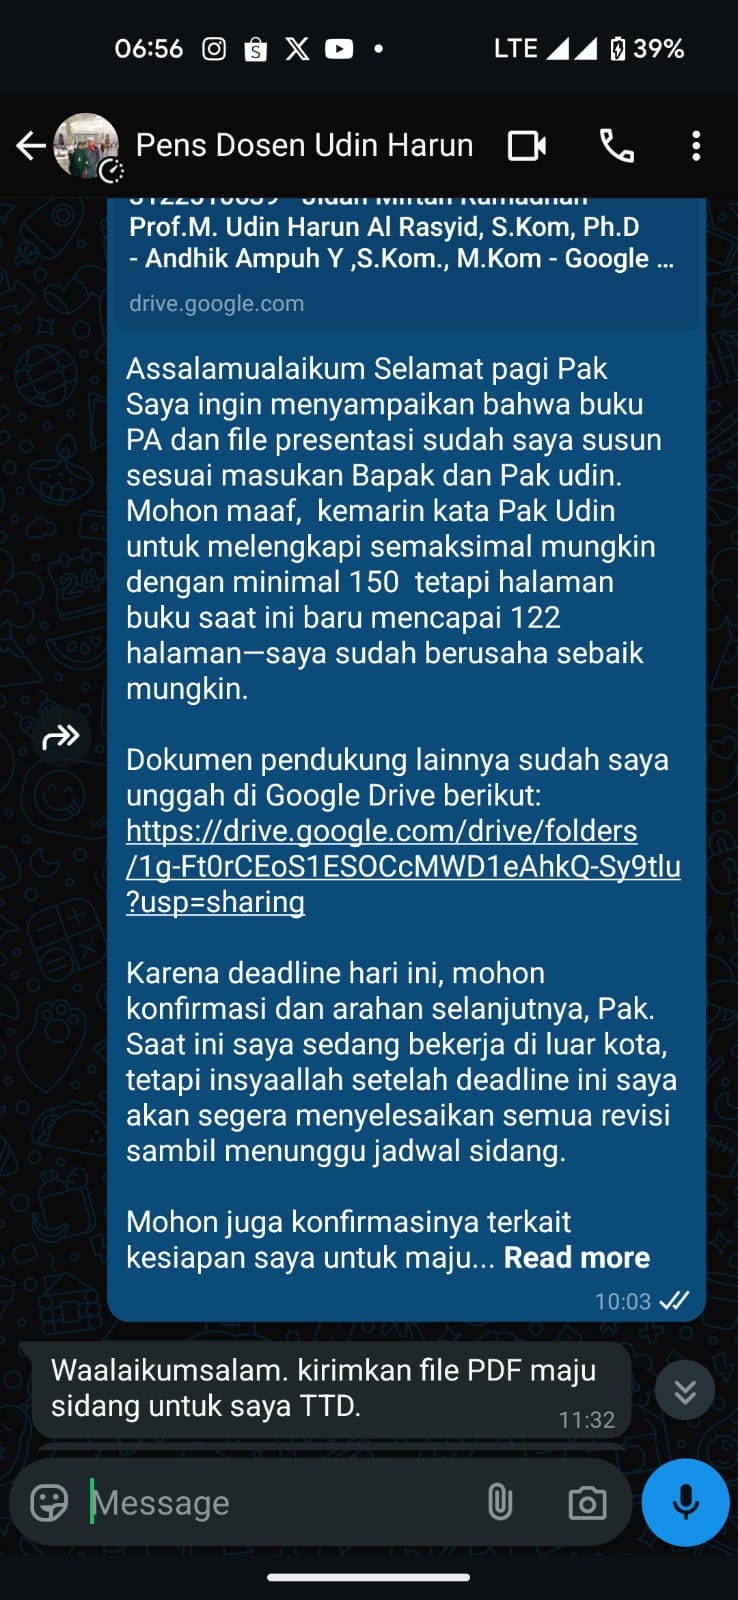 06:56
LTE
39%
Pens Dosen Udin Harun
3122510639 - Jidan Miftah Ramadhan
Prof.M. Udin Harun Al Rasyid, S.Kom, Ph.D
- Andhik Ampuh Y ,S.Kom., M.Kom - Google ...
drive.google.com
Assalamualaikum Selamat pagi Pak
Saya ingin menyampaikan bahwa buku
PA dan file presentasi sudah saya susun
sesuai masukan Bapak dan Pak udin.
Mohon maaf,  kemarin kata Pak Udin
untuk melengkapi semaksimal mungkin
dengan minimal 150  tetapi halaman
buku saat ini baru mencapai 122
halaman—saya sudah berusaha sebaik
mungkin.
Dokumen pendukung lainnya sudah saya
unggah di Google Drive berikut:
https://drive.google.com/drive/folders
/1g-Ft0rCEoS1ESOCcMWD1eAhkQ-Sy9tlu
?usp=sharing
Karena deadline hari ini, mohon
konfirmasi dan arahan selanjutnya, Pak.
Saat ini saya sedang bekerja di luar kota,
tetapi insyaallah setelah deadline ini saya
akan segera menyelesaikan semua revisi
sambil menunggu jadwal sidang.
Mohon juga konfirmasinya terkait
kesiapan saya untuk maju... Read more
10:03
Waalaikumsalam. kirimkan file PDF maju
sidang untuk saya TTD.
11:32
Message